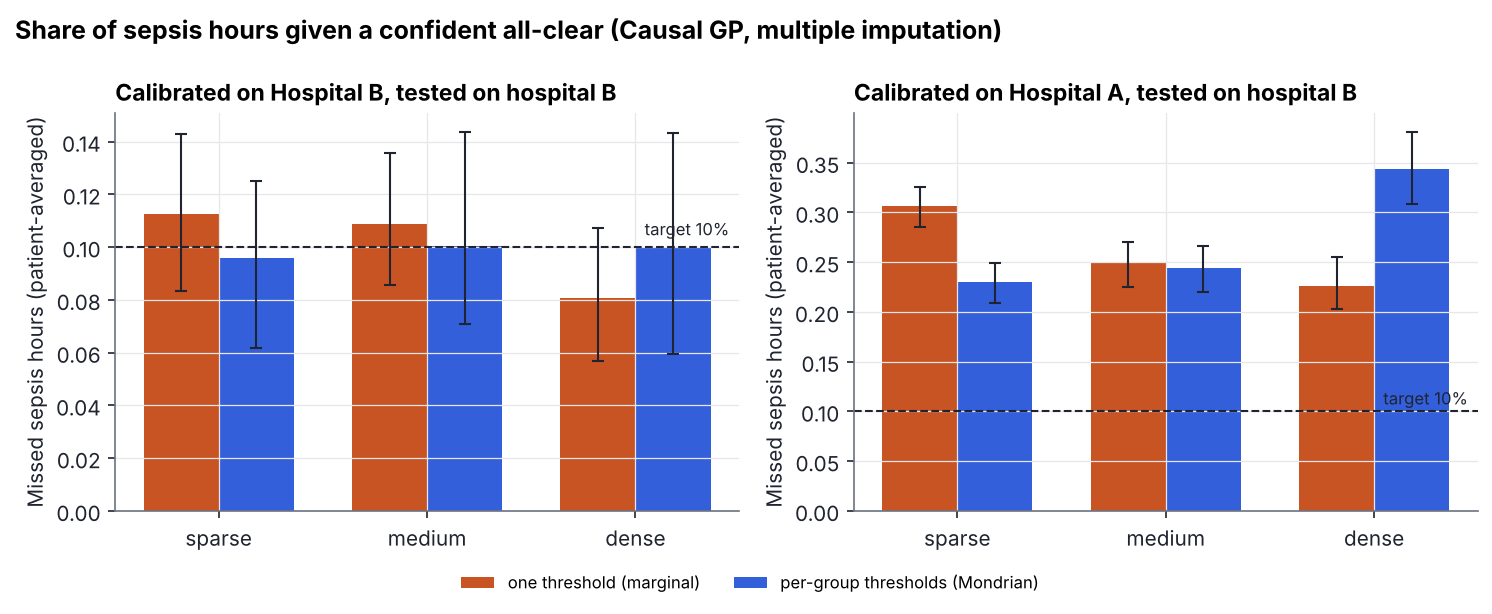 Share of sepsis hours given a confident all-clear (Causal GP, multiple imputation)
Calibrated on Hospital B, tested on hospital B
Missed sepsis hours (patient-averaged)
0.14
0.12
0.10
0.08
0.06
0.04
0.02
0.00
target 10%
sparse
medium
dense
Calibrated on Hospital A, tested on hospital B
Missed sepsis hours (patient-averaged)
0.35
0.30
0.25
0.20
0.15
0.10
0.05
0.00
target 10%
sparse
medium
dense
one threshold (marginal)
per-group thresholds (Mondrian)